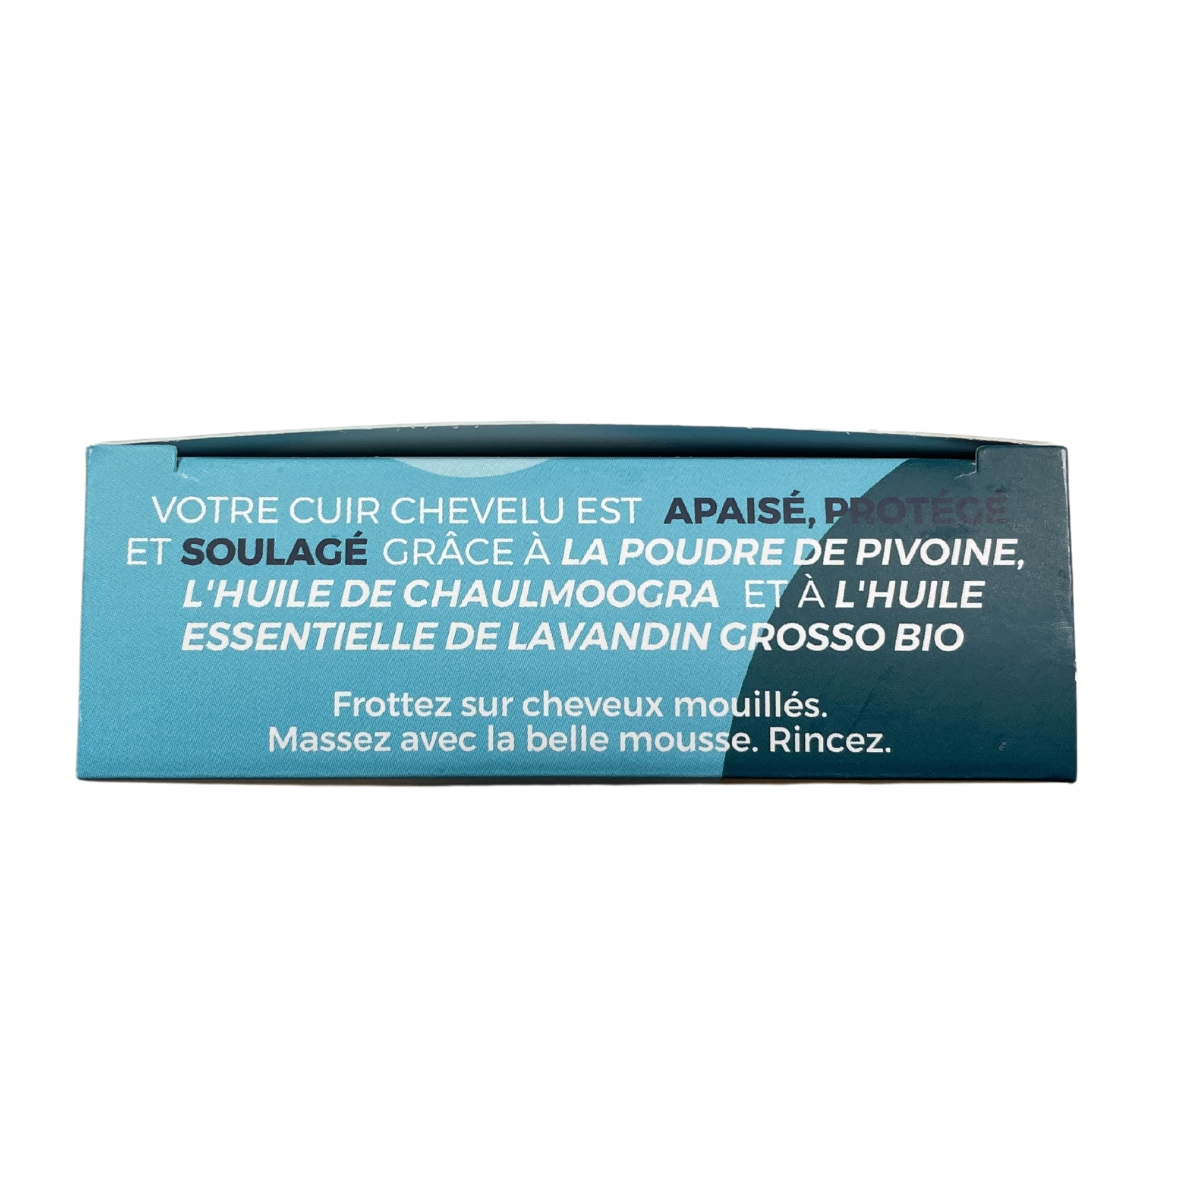 VOTRE CUIR CHEVELU EST APAISÉ, PROTÉGÉ
ET SOULAGÉ GRÂCE À LA POUDRE DE PIVOINE,
L'HUILE DE CHAULMOOGRA ET À L'HUILE
ESSENTIELLE DE LAVANDIN GROSSO BIO
Frottez sur cheveux mouillés.
Massez avec la belle mousse. Rincez.